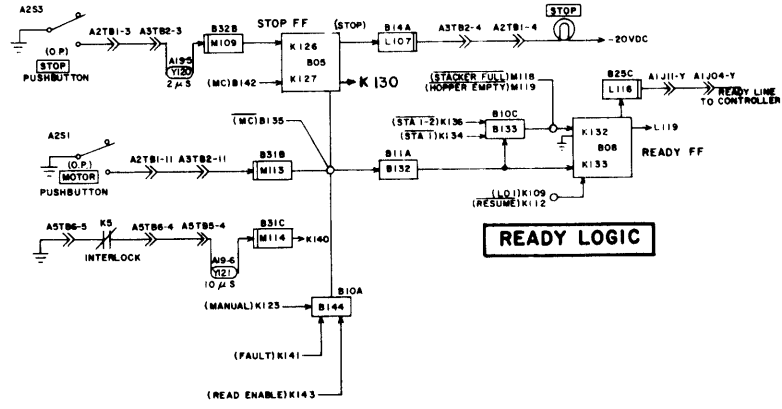 A2S3
(O.P.)
STOP
PUSHBUTTON
A2TB1-3
A3TB2-3
A19-5
Y120
2 μS
B32B
M109
STOP FF
K126
B05
K127
(MC)B142
(STOP)
K130
B14A
L107
A3TB2-4
A2TB1-4
STOP
-20VDC
(STACKER FULL)M118
(HOPPER EMPTY)M119
B25C
L116
A1J11-Y
A1J04-Y
READY LINE
TO CONTROLLER
(STA 1-2)K136
(STA 1)K134
B10C
B133
K132
B08
K133
L119
READY FF
(LO1)K109
(RESUME)K112
A2S1
(O.P.)
MOTOR
PUSHBUTTON
A2TB1-11
A3TB2-11
B31B
M113
(MC)B135
B11A
B132
READY LOGIC
A5TB6-5
K5
INTERLOCK
A5TB6-4
A5TB5-4
A19-6
Y121
10 μS
B31C
M114
K140
B10A
B144
(MANUAL)K123
(FAULT)K141
(READ ENABLE)K143